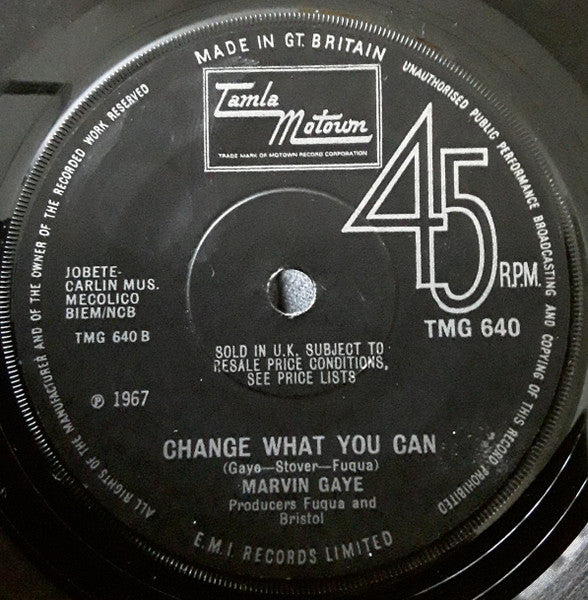 MADE IN GT. BRITAIN
UNAUTHORISED PUBLIC PERFORMANCE BROADCASTING AND COPYING OF THIS RECORD PROHIBITED
ALL RIGHTS OF THE MANUFACTURER AND OF THE OWNER OF THE RECORDED WORK RESERVED
Tamla
Motown
TRADE MARK OF MOTOWN RECORD CORPORATION
45
R.P.M.
TMG 640
JOBETE-
CARLIN MUS.
MECOLICO
BIEM/NCB
TMG 640 B
℗ 1967
SOLD IN U.K. SUBJECT TO
RESALE PRICE CONDITIONS,
SEE PRICE LISTS
CHANGE WHAT YOU CAN
(Gaye—Stover—Fuqua)
MARVIN GAYE
Producers Fuqua and
Bristol
E.M.I RECORDS LIMITED